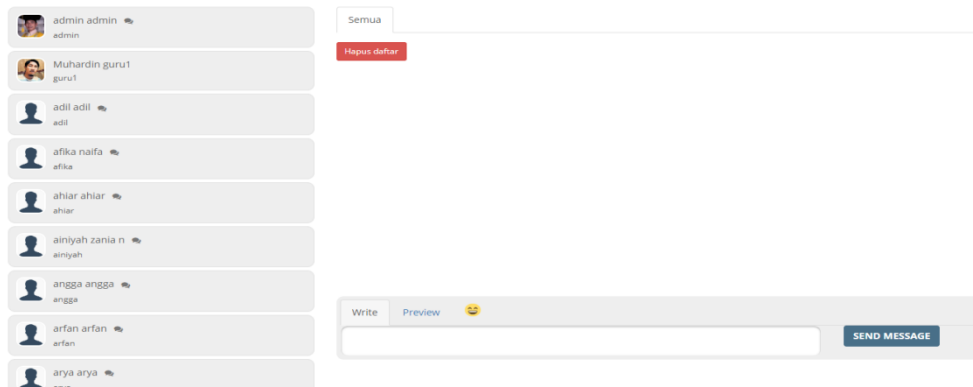 admin admin
admin
Muhardin guru1
guru1
adil adil
adil
afika naifa
afika
ahiar ahiar
ahiar
ainiyah zania n
ainiyah
angga angga
angga
arfan arfan
arfan
arya arya
Semua
Hapus daftar
Write Preview
SEND MESSAGE